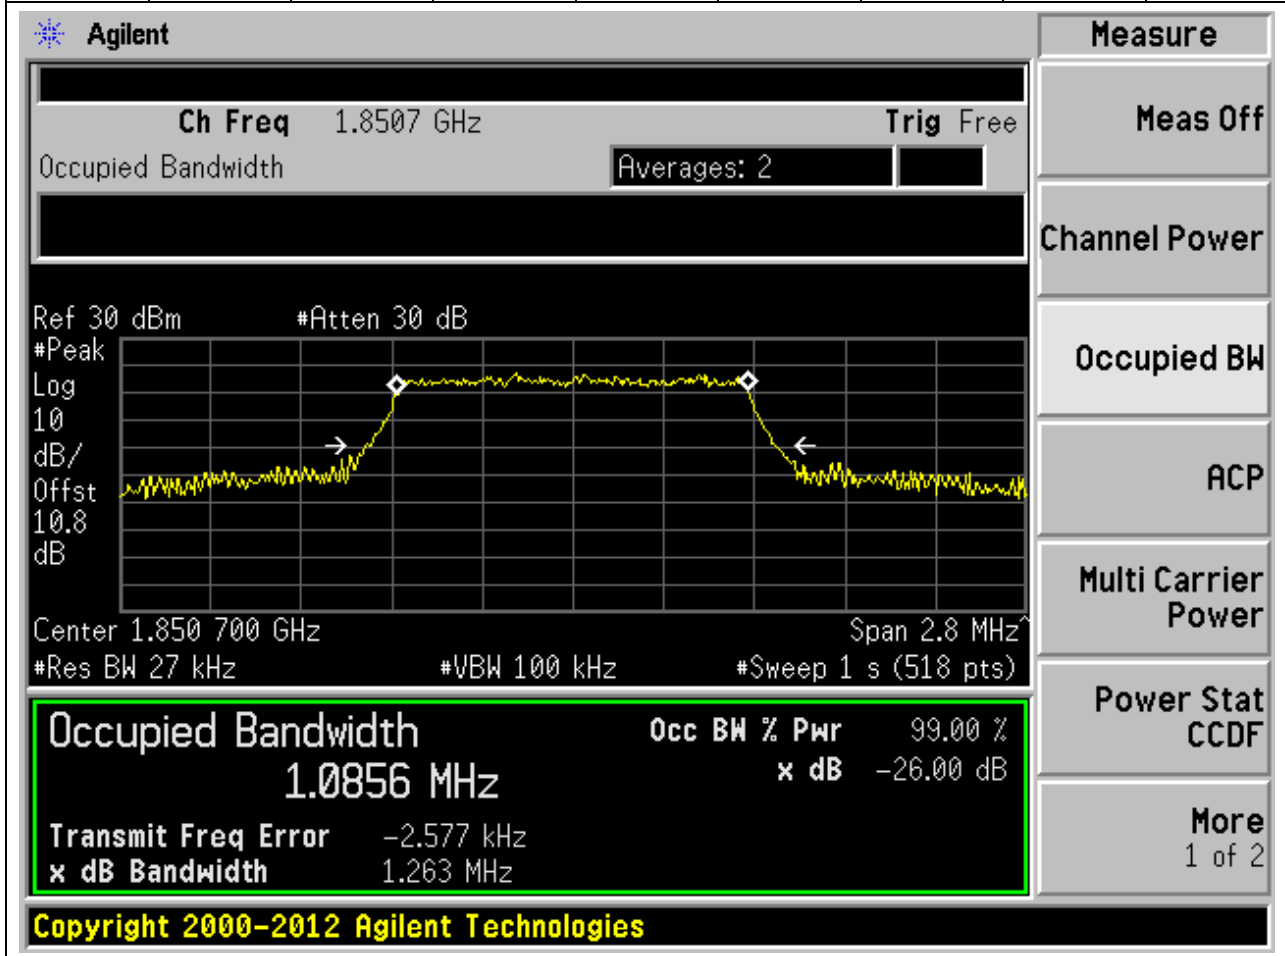 Agilent
Measure
Ch Freq 1.8507 GHz Trig Free
Occupied Bandwidth Averages: 2
Meas Off
Channel Power
Occupied BW
ACP
Multi Carrier
Power
Power Stat
CCDF
More
1 of 2
Ref 30 dBm #Atten 30 dB
#Peak
Log
10
dB/
Offst
10.8
dB
Center 1.850 700 GHz Span 2.8 MHz^
#Res BW 27 kHz #VBW 100 kHz #Sweep 1 s (518 pts)
Occupied Bandwidth Occ BW % Pwr 99.00 %
1.0856 MHz x dB -26.00 dB
Transmit Freq Error -2.577 kHz
x dB Bandwidth 1.263 MHz
Copyright 2000-2012 Agilent Technologies